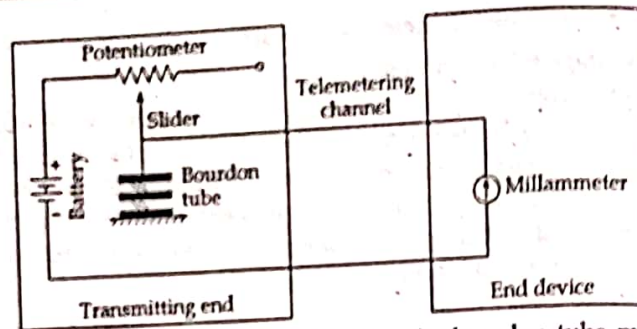 Potentiometer
Telemetering
channel
Slider
+
Battery
-
Bourdon
tube
Millammeter
Transmitting end
End device